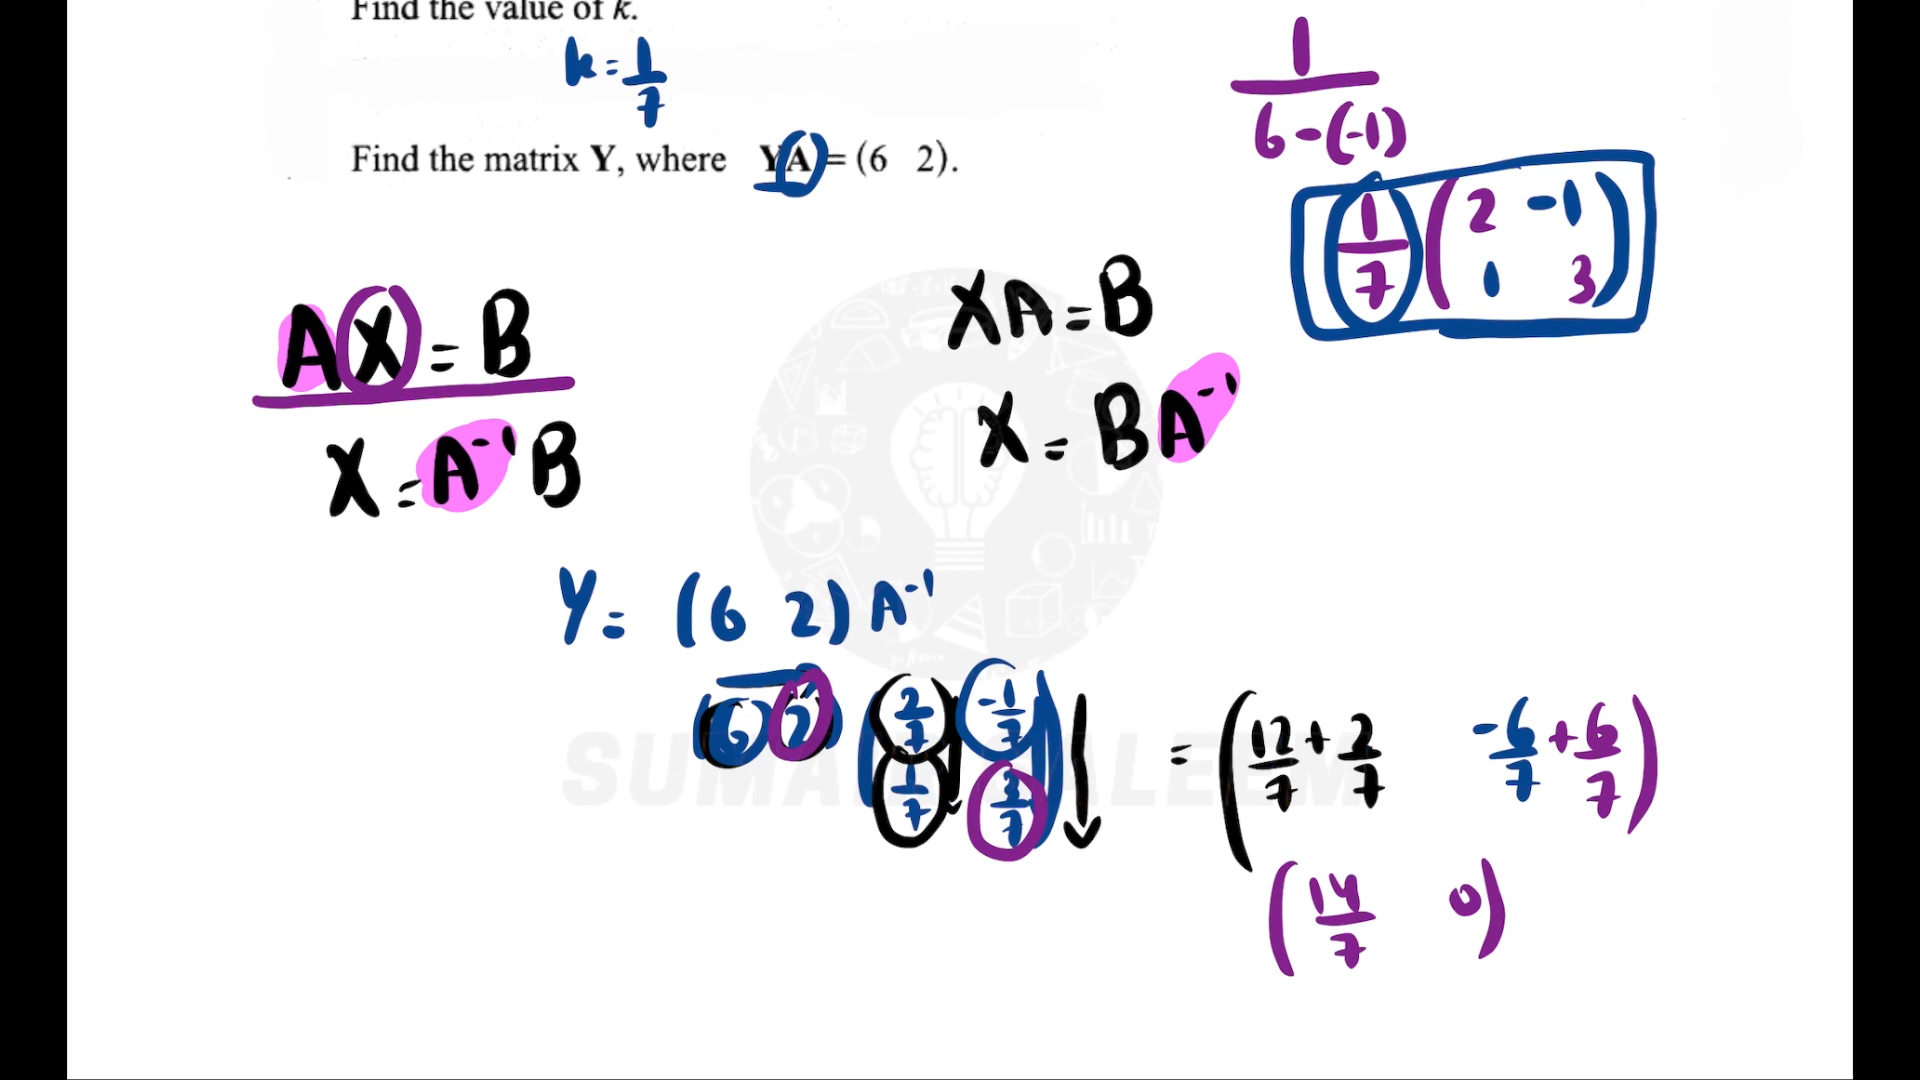 Find the value of k.
k = 1/7
1/(6-(-1))
Find the matrix Y, where YA = (6 2).
1/7 (2 -1
1 3)
AX = B
XA = B
X = A⁻¹ B
X = BA⁻¹
Y = (6 2) A⁻¹
(6 2) (2/7 -1/7
1/7 3/7) = (12/7 + 2/7 -6/7 + 6/7)
(14/7 0)